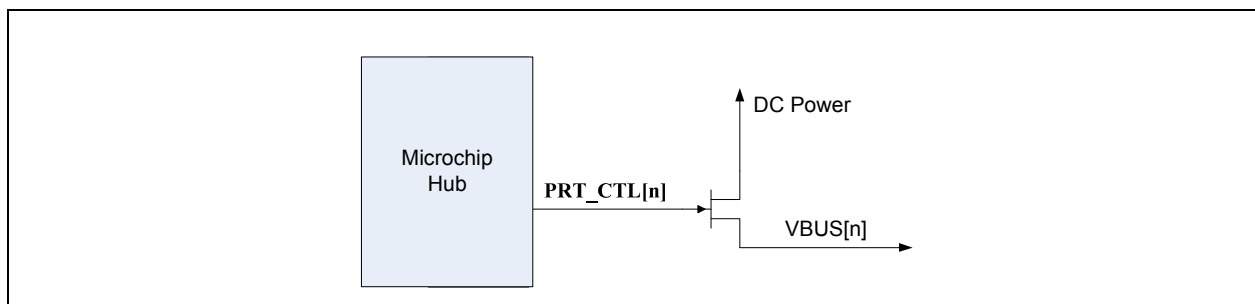 DC Power
Microchip
Hub
PRT_CTL[n]
VBUS[n]